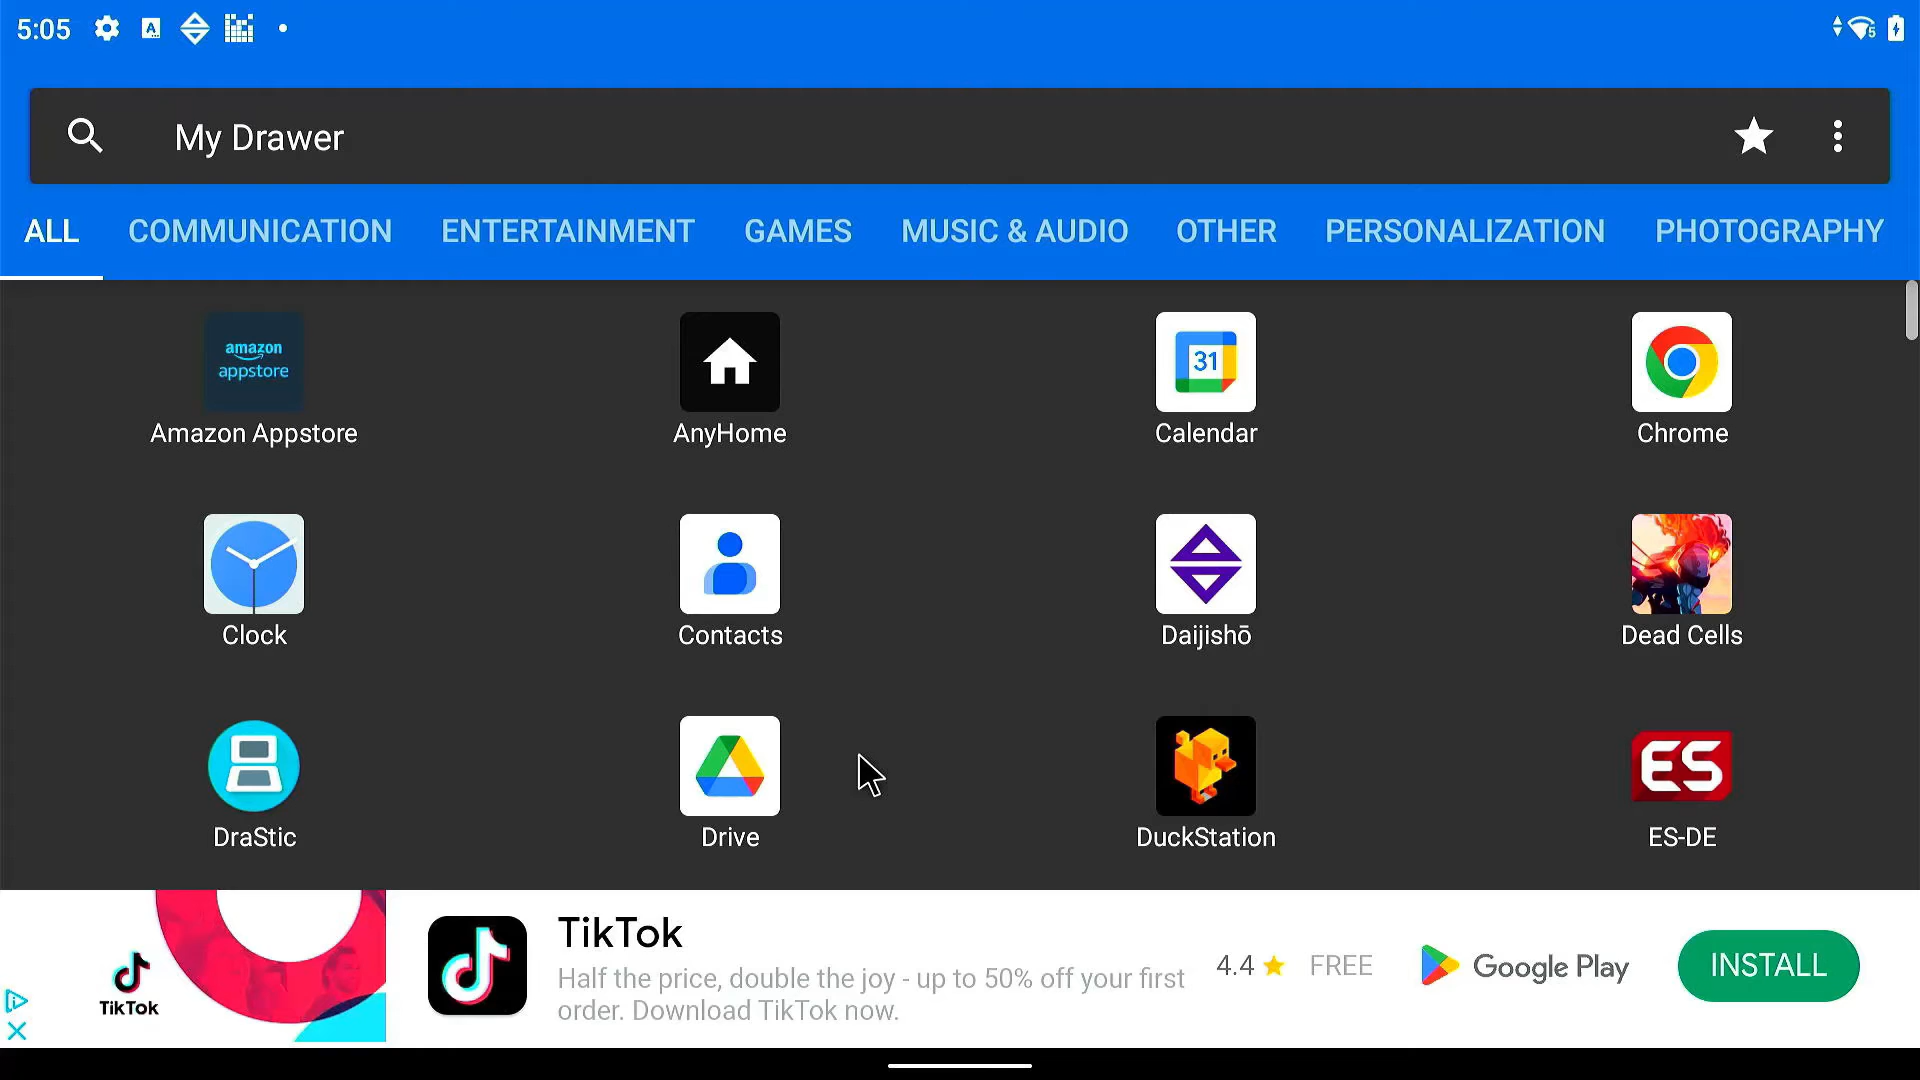 5:05
A
5
My Drawer
ALL COMMUNICATION ENTERTAINMENT GAMES MUSIC & AUDIO OTHER PERSONALIZATION PHOTOGRAPHY
amazon
appstore
31
Amazon Appstore AnyHome Calendar Chrome
Clock Contacts Daijishō Dead Cells
ES
DraStic Drive DuckStation ES-DE
TikTok
TikTok
Half the price, double the joy - up to 50% off your first
order. Download TikTok now.
4.4 FREE Google Play INSTALL